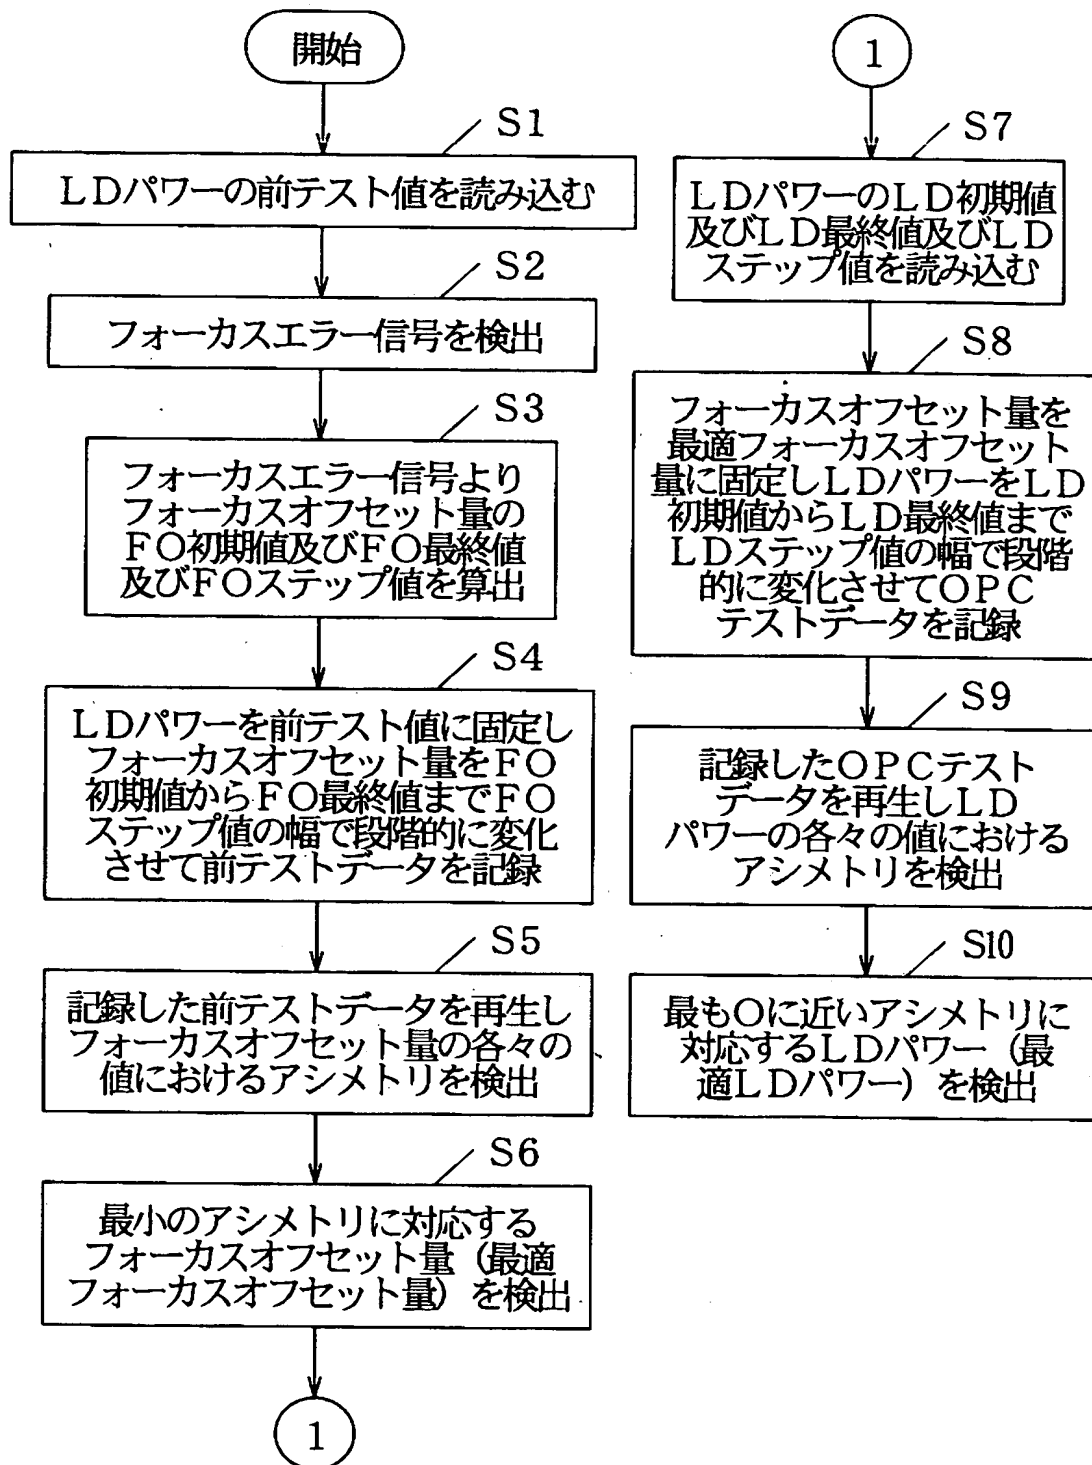 開始
S1
LDパワーの前テスト値を読み込む
S2
フォーカスエラー信号を検出
S3
フォーカスエラー信号より
フォーカスオフセット量の
FO初期値及びFO最終値
及びFOステップ値を算出
S4
LDパワーを前テスト値に固定し
フォーカスオフセット量をFO
初期値からFO最終値までFO
ステップ値の幅で段階的に変化
させて前テストデータを記録
S5
記録した前テストデータを再生し
フォーカスオフセット量の各々の
値におけるアシメトリを検出
S6
最小のアシメトリに対応する
フォーカスオフセット量(最適
フォーカスオフセット量)を検出
1
1
S7
LDパワーのLD初期値
及びLD最終値及びLD
ステップ値を読み込む
S8
フォーカスオフセット量を
最適フォーカスオフセット
量に固定しLDパワーをLD
初期値からLD最終値まで
LDステップ値の幅で段階
的に変化させてOPC
テストデータを記録
S9
記録したOPCテスト
データを再生しLD
パワーの各々の値における
アシメトリを検出
S10
最も0に近いアシメトリに
対応するLDパワー(最
適LDパワー)を検出